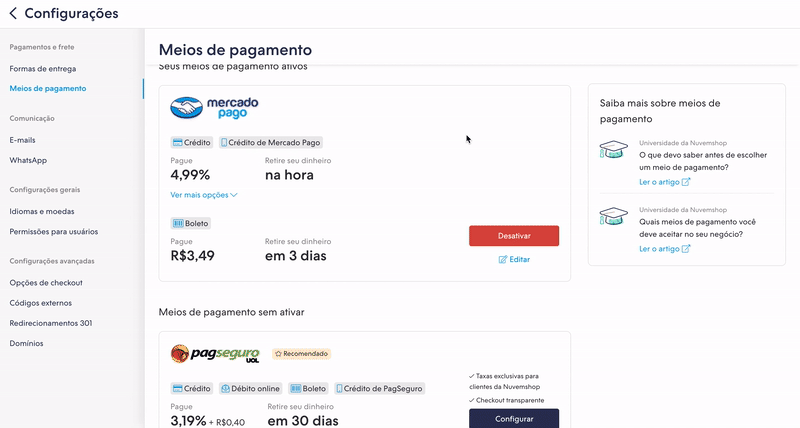 Configurações
Pagamentos e frete
Formas de entrega
Meios de pagamento
Comunicação
E-mails
WhatsApp
Configurações gerais
Idiomas e moedas
Permissões para usuários
Configurações avançadas
Opções de checkout
Códigos externos
Redirecionamentos 301
Domínios
Meios de pagamento
Seus meios de pagamento ativos
mercado
pago
Crédito
Crédito de Mercado Pago
Pague
Retire seu dinheiro
4,99%
na hora
Ver mais opções
Boleto
Pague
Retire seu dinheiro
R$3,49
em 3 dias
Desativar
Editar
Meios de pagamento sem ativar
pagseguro
UOL
Recomendado
Crédito
Débito online
Boleto
Crédito de PagSeguro
Pague
Retire seu dinheiro
3,19% + R$0,40
em 30 dias
Taxas exclusivas para
clientes da Nuvemshop
Checkout transparente
Configurar
Saiba mais sobre meios de
pagamento
Universidade da Nuvemshop
O que devo saber antes de escolher
um meio de pagamento?
Ler o artigo
Universidade da Nuvemshop
Quais meios de pagamento você
deve aceitar no seu negócio?
Ler o artigo